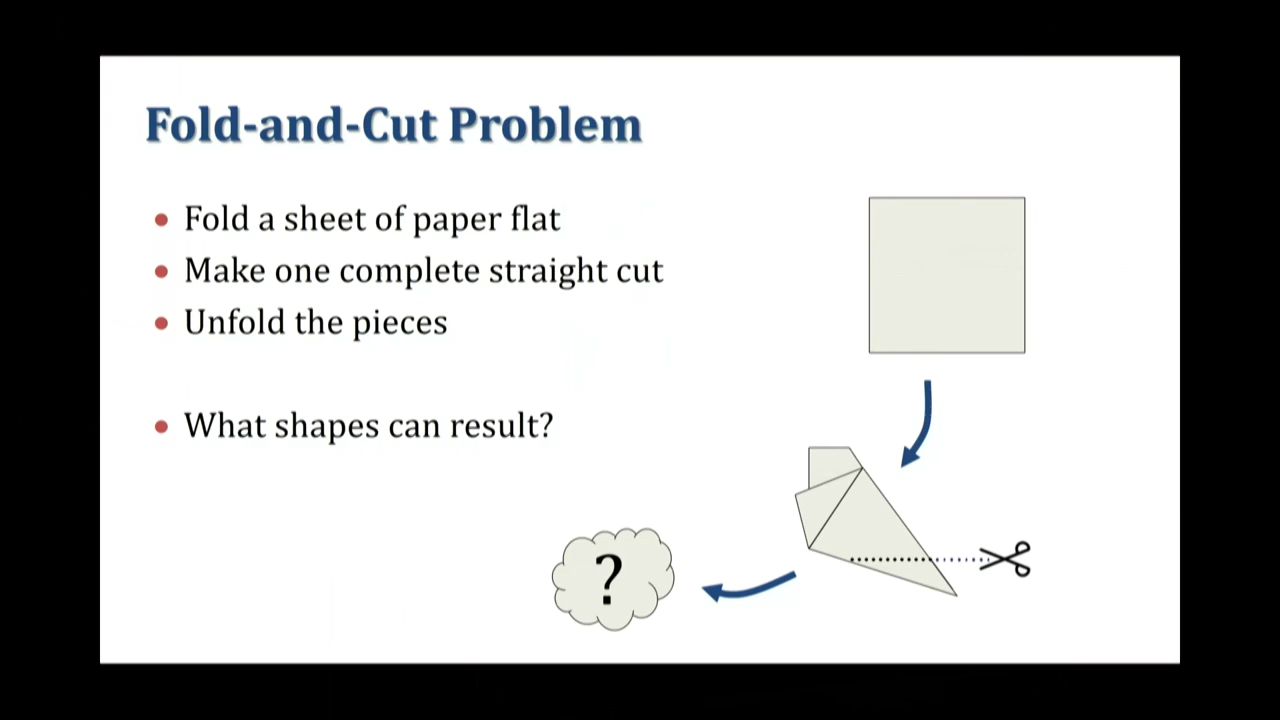 Fold-and-Cut Problem
• Fold a sheet of paper flat
• Make one complete straight cut
• Unfold the pieces
• What shapes can result?
?